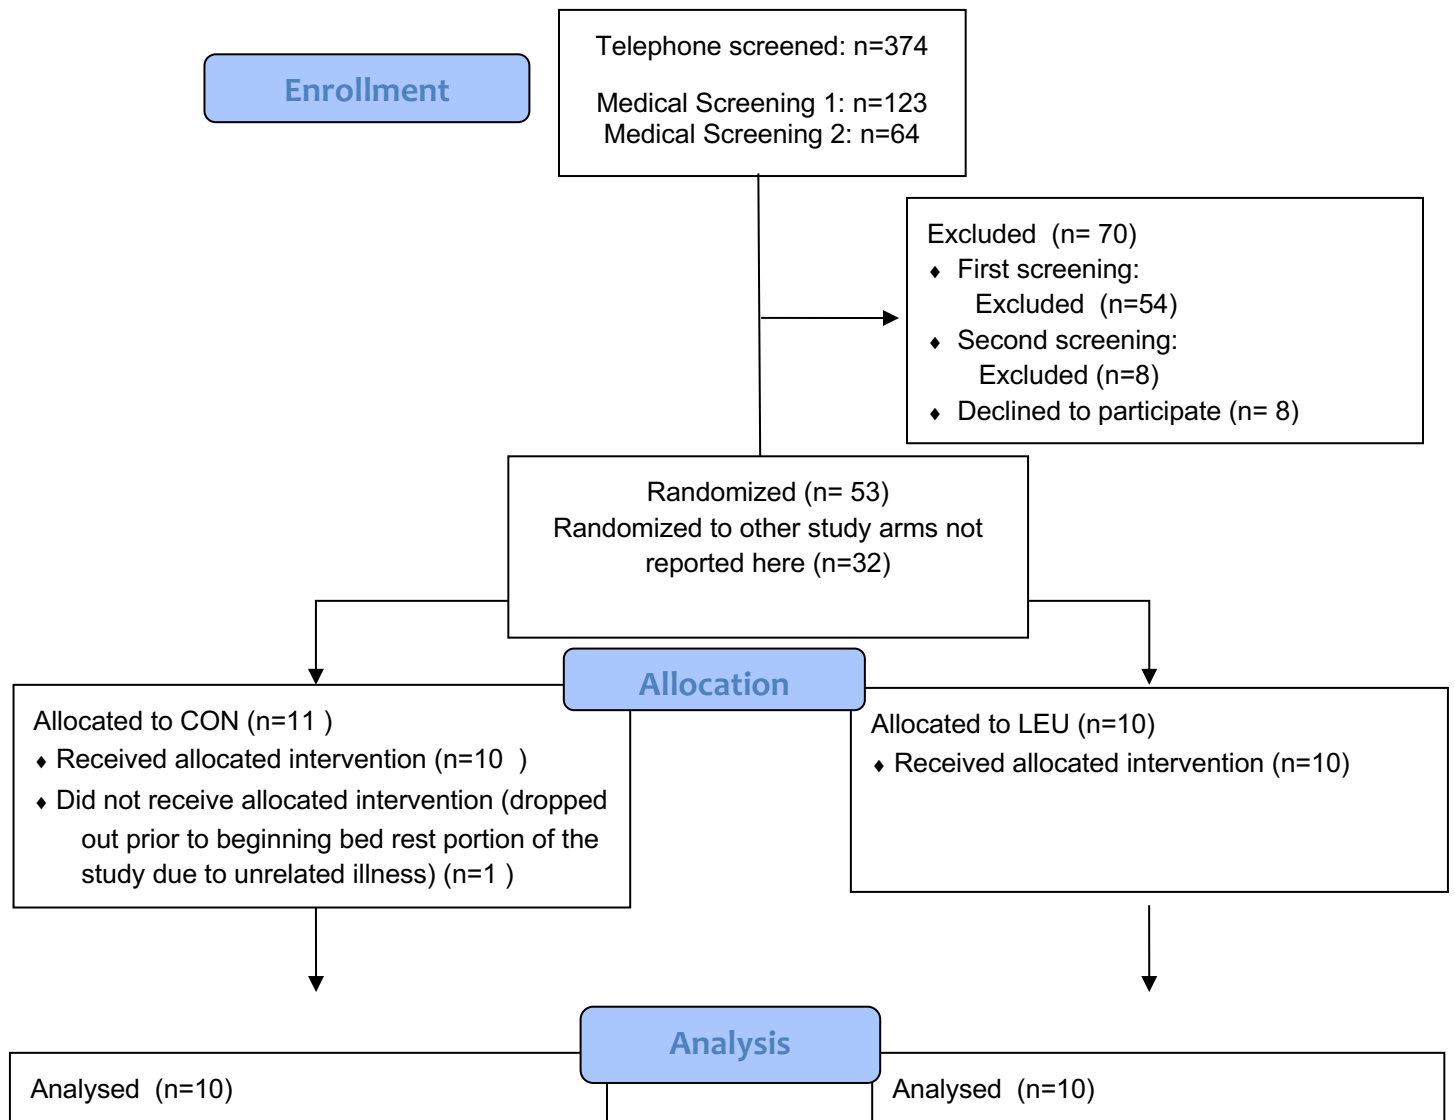 Enrollment
Telephone screened: n=374
Medical Screening 1: n=123
Medical Screening 2: n=64
Excluded  (n= 70)
♦ First screening:
Excluded  (n=54)
♦ Second screening:
Excluded (n=8)
♦ Declined to participate (n= 8)
Randomized (n= 53)
Randomized to other study arms not
reported here (n=32)
Allocation
Allocated to CON (n=11 )
♦ Received allocated intervention (n=10  )
♦ Did not receive allocated intervention (dropped
out prior to beginning bed rest portion of the
study due to unrelated illness) (n=1 )
Allocated to LEU (n=10)
♦ Received allocated intervention (n=10)
Analysis
Analysed  (n=10)
Analysed  (n=10)